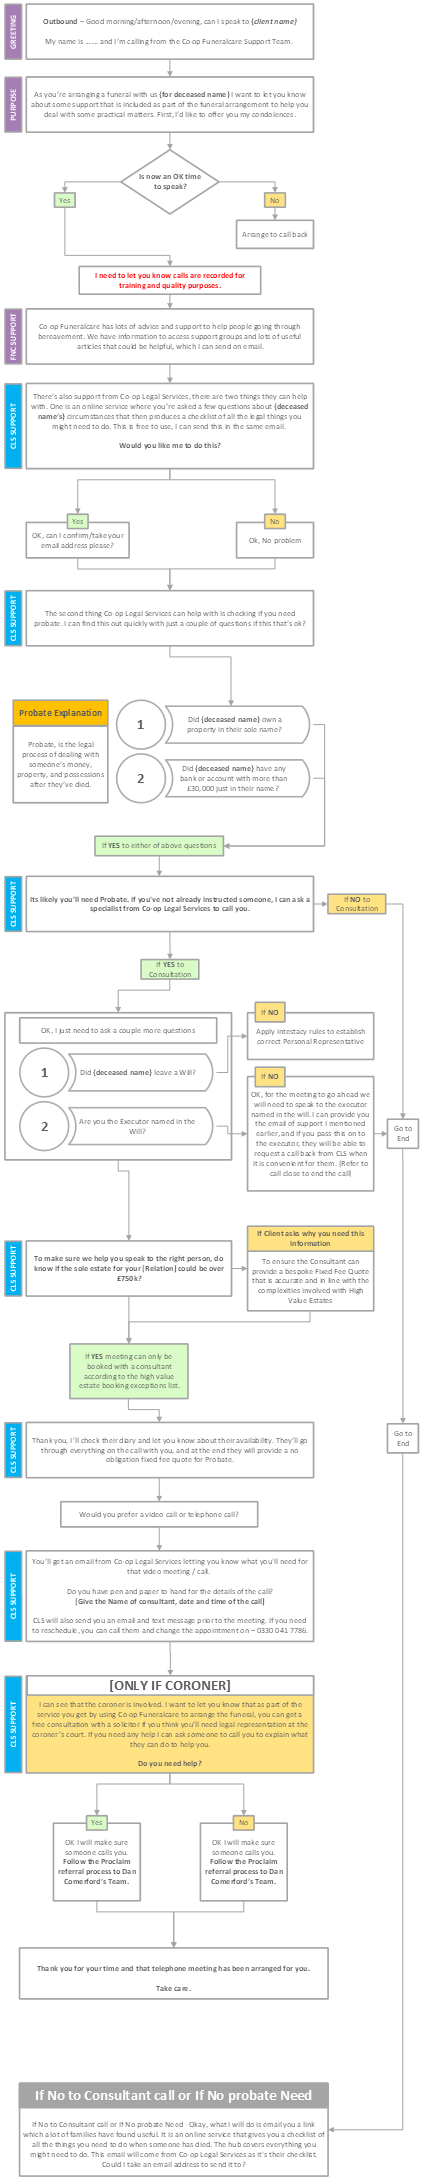 GREETING
Outbound – Good morning/afternoon/evening, can I speak to {client name}
My name is ....... and I'm calling from the Co-op Funeralcare Support Team.
PURPOSE
As you're arranging a funeral with us {for deceased name} I want to let you know
about some support that is included as part of the funeral arrangement to help you
deal with some practical matters. First, I'd like to offer you my condolences.
Is now an OK time
to speak?
Yes
No
Arrange to call back
I need to let you know calls are recorded for
training and quality purposes.
FNC SUPPORT
Co-op Funeralcare has lots of advice and support to help people going through
bereavement. We have information to access support groups and lots of useful
articles that could be helpful, which I can send on email.
CLS SUPPORT
There's also support from Co-op Legal Services, there are two things they can help
with. One is an online service where you're asked a few questions about {deceased
name's} circumstances that then produces a checklist of all the legal things you
might need to do. This is free to use, I can send this in the same email.
Would you like me to do this?
Yes
OK, can I confirm/take your
email address please?
No
Ok, No problem
CLS SUPPORT
The second thing Co-op Legal Services can help with is checking if you need
probate. I can find this out quickly with just a couple of questions if this that's ok?
Probate Explanation
Probate, is the legal
process of dealing with
someone's money,
property, and possessions
after they've died.
1
Did {deceased name} own a
property in their sole name?
2
Did {deceased name} have any
bank or account with more than
£30,000 just in their name?
If YES to either of above questions
CLS SUPPORT
Its likely you'll need Probate. If you've not already instructed someone, I can ask a
specialist from Co-op Legal Services to call you.
If NO to
Consultation
If YES to
Consultation
OK, I just need to ask a couple more questions
1
Did {deceased name} leave a Will?
2
Are you the Executor named in the
Will?
If NO
Apply intestacy rules to establish
correct Personal Representative
If NO
OK, for the meeting to go ahead we
will need to speak to the executor
named in the will. I can provide you
the email of support I mentioned
earlier, and if you pass this on to
the executor, they will be able to
request a call back from CLS when
it is convenient for them. (Refer to
call close to end the call)
Go to
End
CLS SUPPORT
To make sure we help you speak to the right person, do
know if the sole estate for your [Relation] could be over
£750k?
If Client asks why you need this
Information
To ensure the Consultant can
provide a bespoke Fixed Fee Quote
that is accurate and in line with the
complexities involved with High
Value Estates
If YES meeting can only be
booked with a consultant
according to the high value
estate booking exceptions list.
CLS SUPPORT
Thank you, I'll check their diary and let you know about their availability. They'll go
through everything on the call with you, and at the end they will provide a no
obligation fixed fee quote for Probate.
Go to
End
Would you prefer a video call or telephone call?
CLS SUPPORT
You'll get an email from Co-op Legal Services letting you know what you'll need for
that video meeting / call.
Do you have pen and paper to hand for the details of the call?
[Give the Name of consultant, date and time of the call]
CLS will also send you an email and text message prior to the meeting. If you need
to reschedule, you can call them and change the appointment on – 0330 041 7786.
CLS SUPPORT
[ONLY IF CORONER]
I can see that the coroner is involved. I want to let you know that as part of the
service you get by using Co-op Funeralcare to arrange the funeral, you can get a
free consultation with a solicitor if you think you'll need legal representation at the
coroner's court. If you need any help I can ask someone to call you to explain what
they can do to help you.
Do you need help?
Yes
OK I will make sure
someone calls you.
Follow the Proclaim
referral process to Dan
Comerford's Team.
No
OK I will make sure
someone calls you.
Follow the Proclaim
referral process to Dan
Comerford's Team.
Thank you for your time and that telephone meeting has been arranged for you.
Take care.
If No to Consultant call or If No probate Need
If No to Consultant call or If No probate Need - Okay, what I will do is email you a link
which a lot of families have found useful. It is an online service that gives you a checklist of
all the things you need to do when someone has died. The hub covers everything you
might need to do. This email will come from Co-op Legal Services as it's their checklist.
Could I take an email address to send it to ?